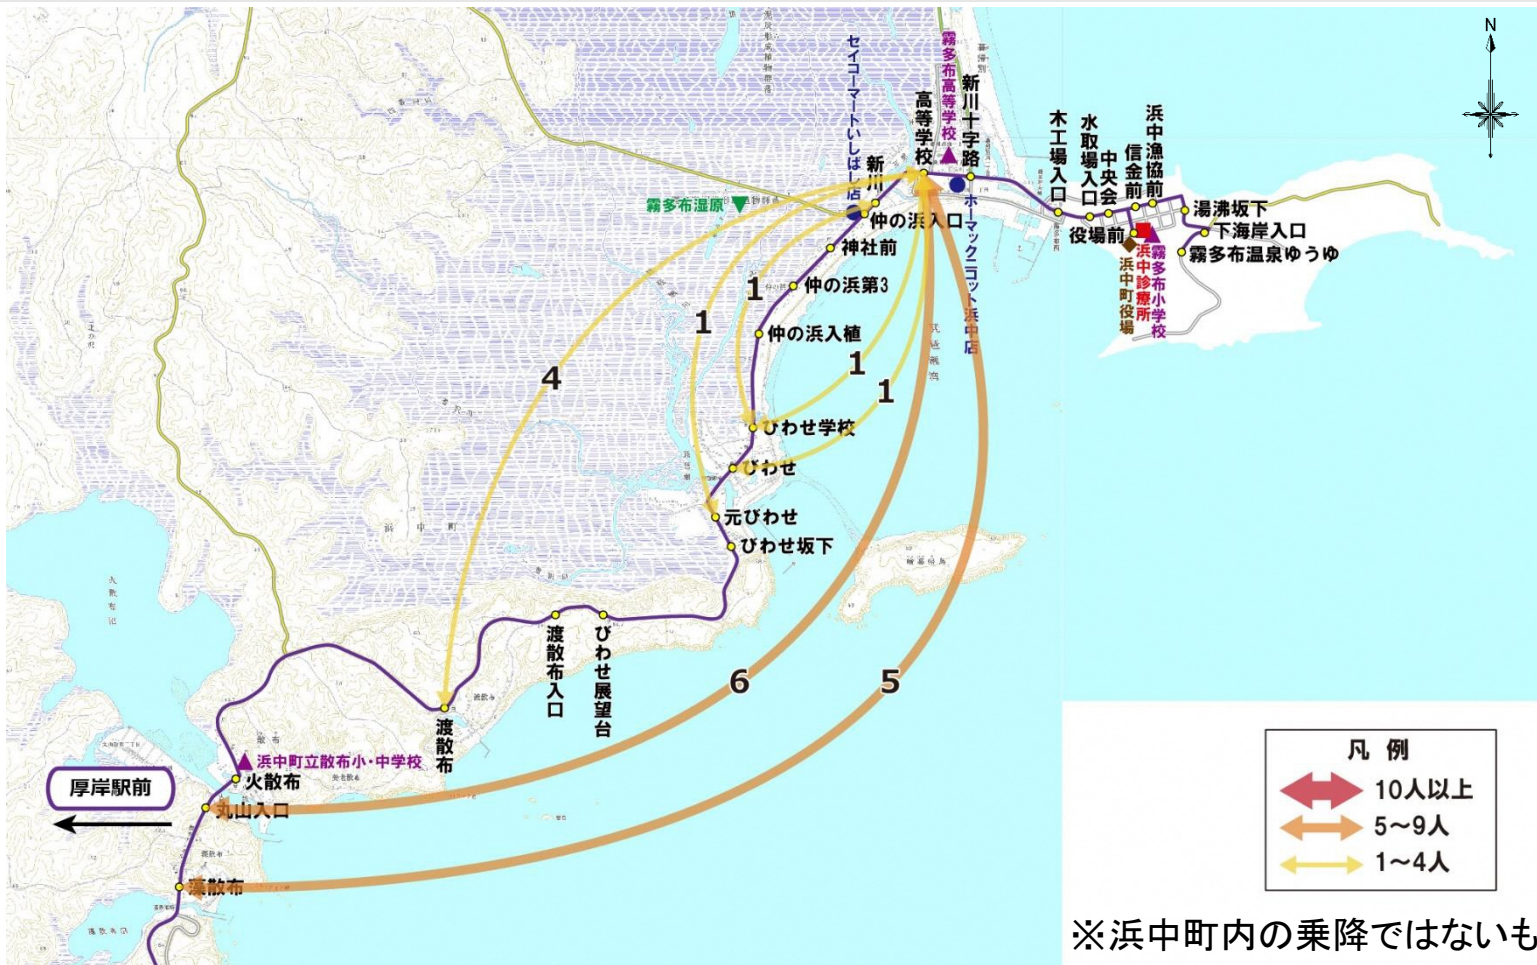 N
セイコーマートいしばし店
霧多布高等学校
高等学校
新川十字路
新川
木工場入口
水取場入口
中央会
信金前
浜中漁協前
霧多布湿原
仲の浜入口
ホーマックニコット浜中店
湯沸坂下
下海岸入口
役場前
霧多布温泉ゆうゆ
浜中町役場
浜中診療所
霧多布小学校
神社前
仲の浜第3
仲の浜入植
1
1
4
1
1
びわせ学校
びわせ
元びわせ
びわせ坂下
浜中町
渡散布入口
びわせ展望台
6
5
渡散布
浜中町立散布小・中学校
火散布
厚岸駅前
丸山入口
藻散布
凡 例
10人以上
5～9人
1～4人
※浜中町内の乗降ではないも